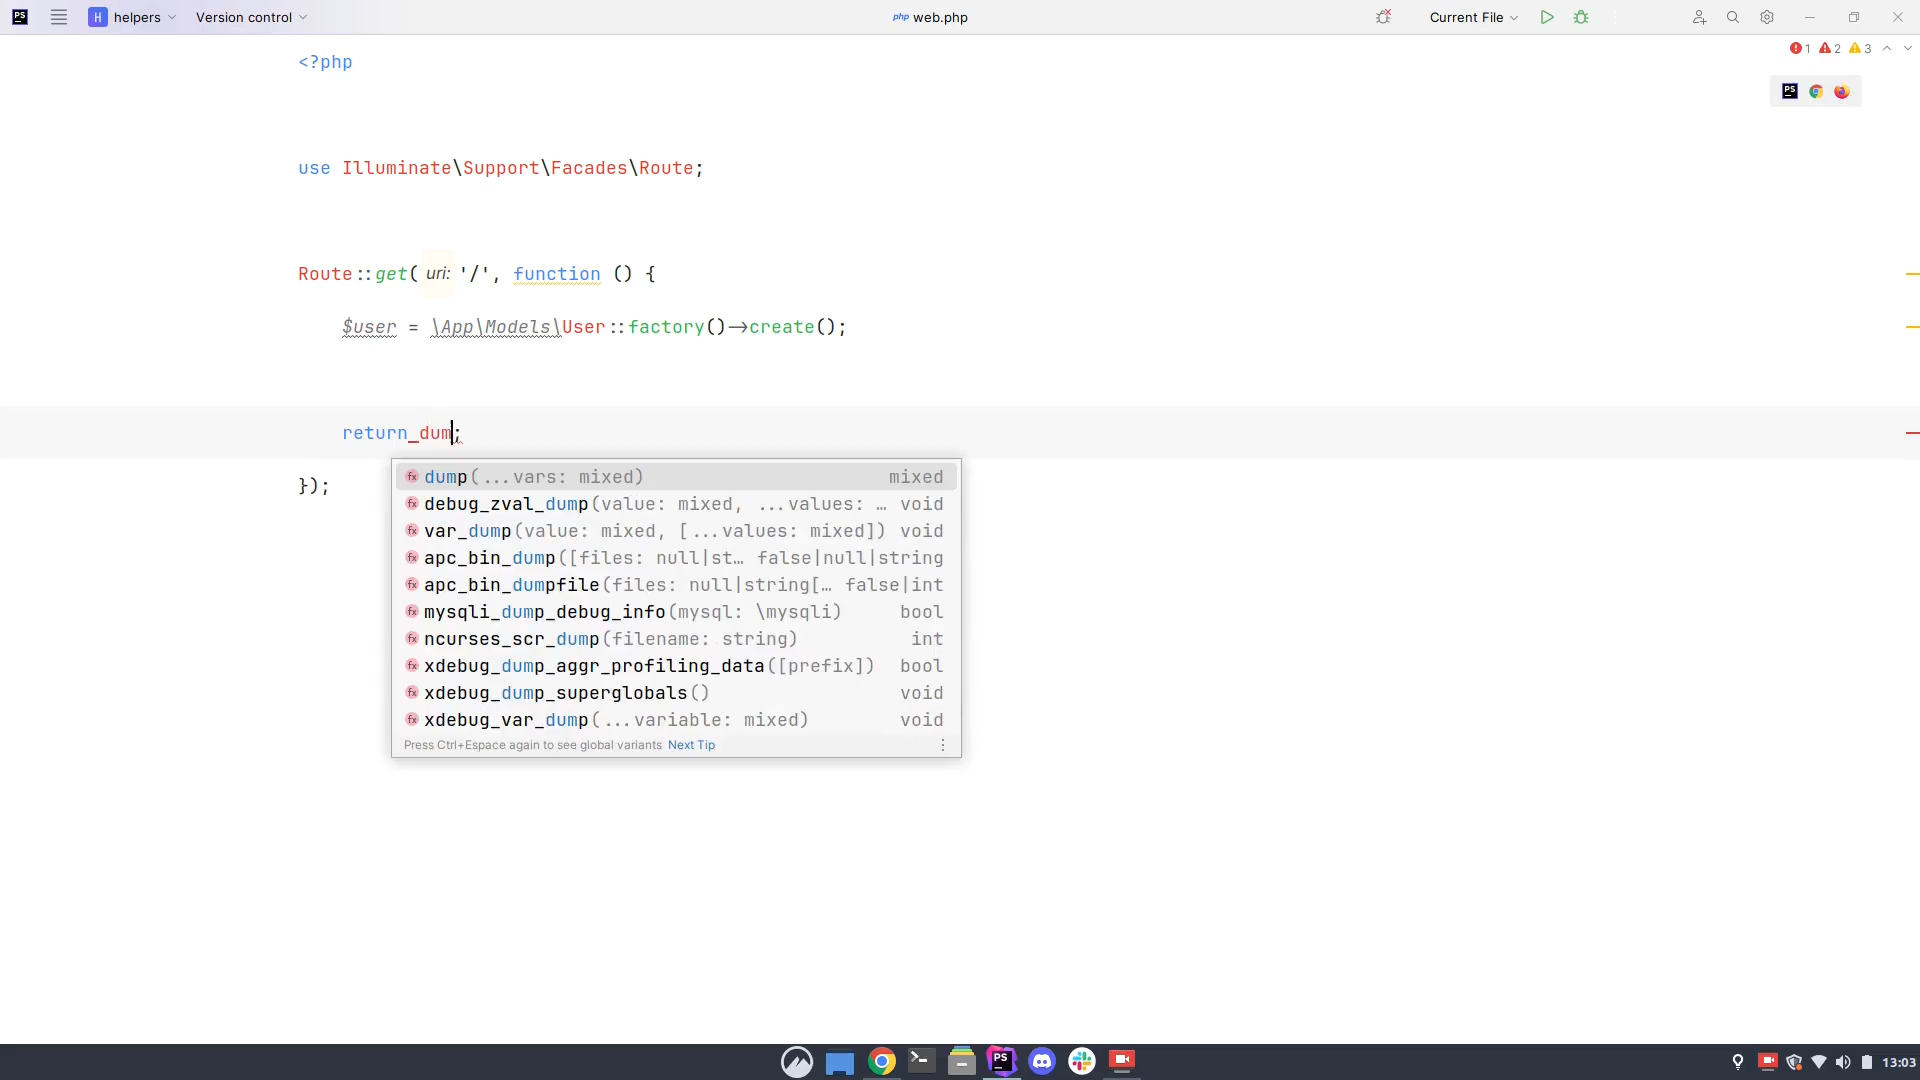 PS H helpers Version control php web.php Current File
1 2 3
<?php
PS
use Illuminate\Support\Facades\Route;
Route::get( uri: '/', function () {
$user = \App\Models\User::factory()→create();
return dum;
dump(...vars: mixed) mixed
debug_zval_dump(value: mixed, ...values: … void
var_dump(value: mixed, [...values: mixed]) void
apc_bin_dump([files: null|st… false|null|string
apc_bin_dumpfile(files: null|string[… false|int
mysqli_dump_debug_info(mysql: \mysqli) bool
ncurses_scr_dump(filename: string) int
xdebug_dump_aggr_profiling_data([prefix]) bool
xdebug_dump_superglobals() void
xdebug_var_dump(...variable: mixed) void
Press Ctrl+Espace again to see global variants Next Tip
});
PS 13:03